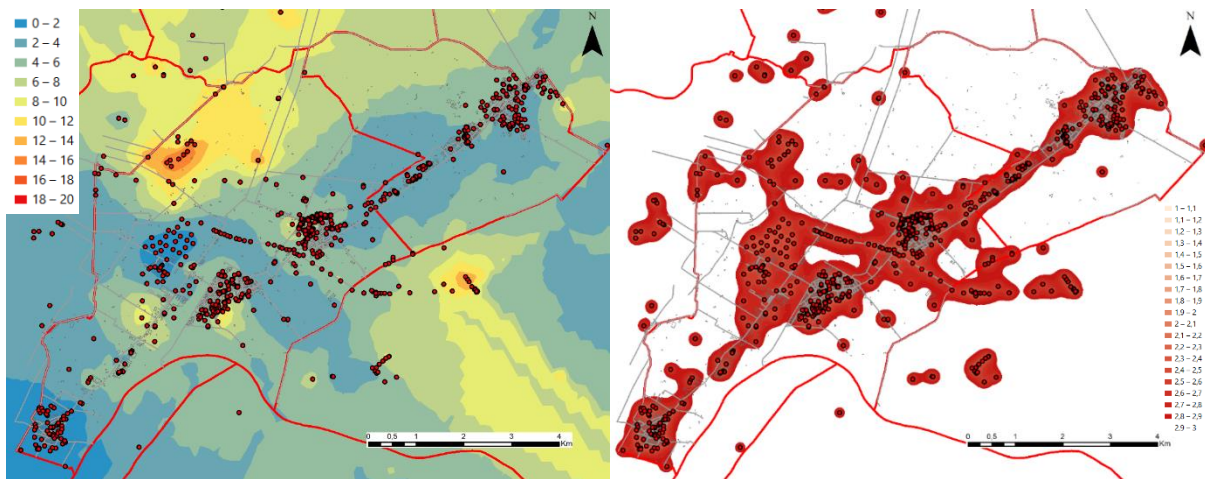 0 – 2
2 – 4
4 – 6
6 – 8
8 – 10
10 – 12
12 – 14
14 – 16
16 – 18
18 – 20
N
0 0,5 1 2 3 4
Km
N
1 – 1,1
1,1 – 1,2
1,2 – 1,3
1,3 – 1,4
1,4 – 1,5
1,5 – 1,6
1,6 – 1,7
1,7 – 1,8
1,8 – 1,9
1,9 – 2
2 – 2,1
2,1 – 2,2
2,2 – 2,3
2,3 – 2,4
2,4 – 2,5
2,5 – 2,6
2,6 – 2,7
2,7 – 2,8
2,8 – 2,9
2,9 – 3
0 0,5 1 2 3 4
Km